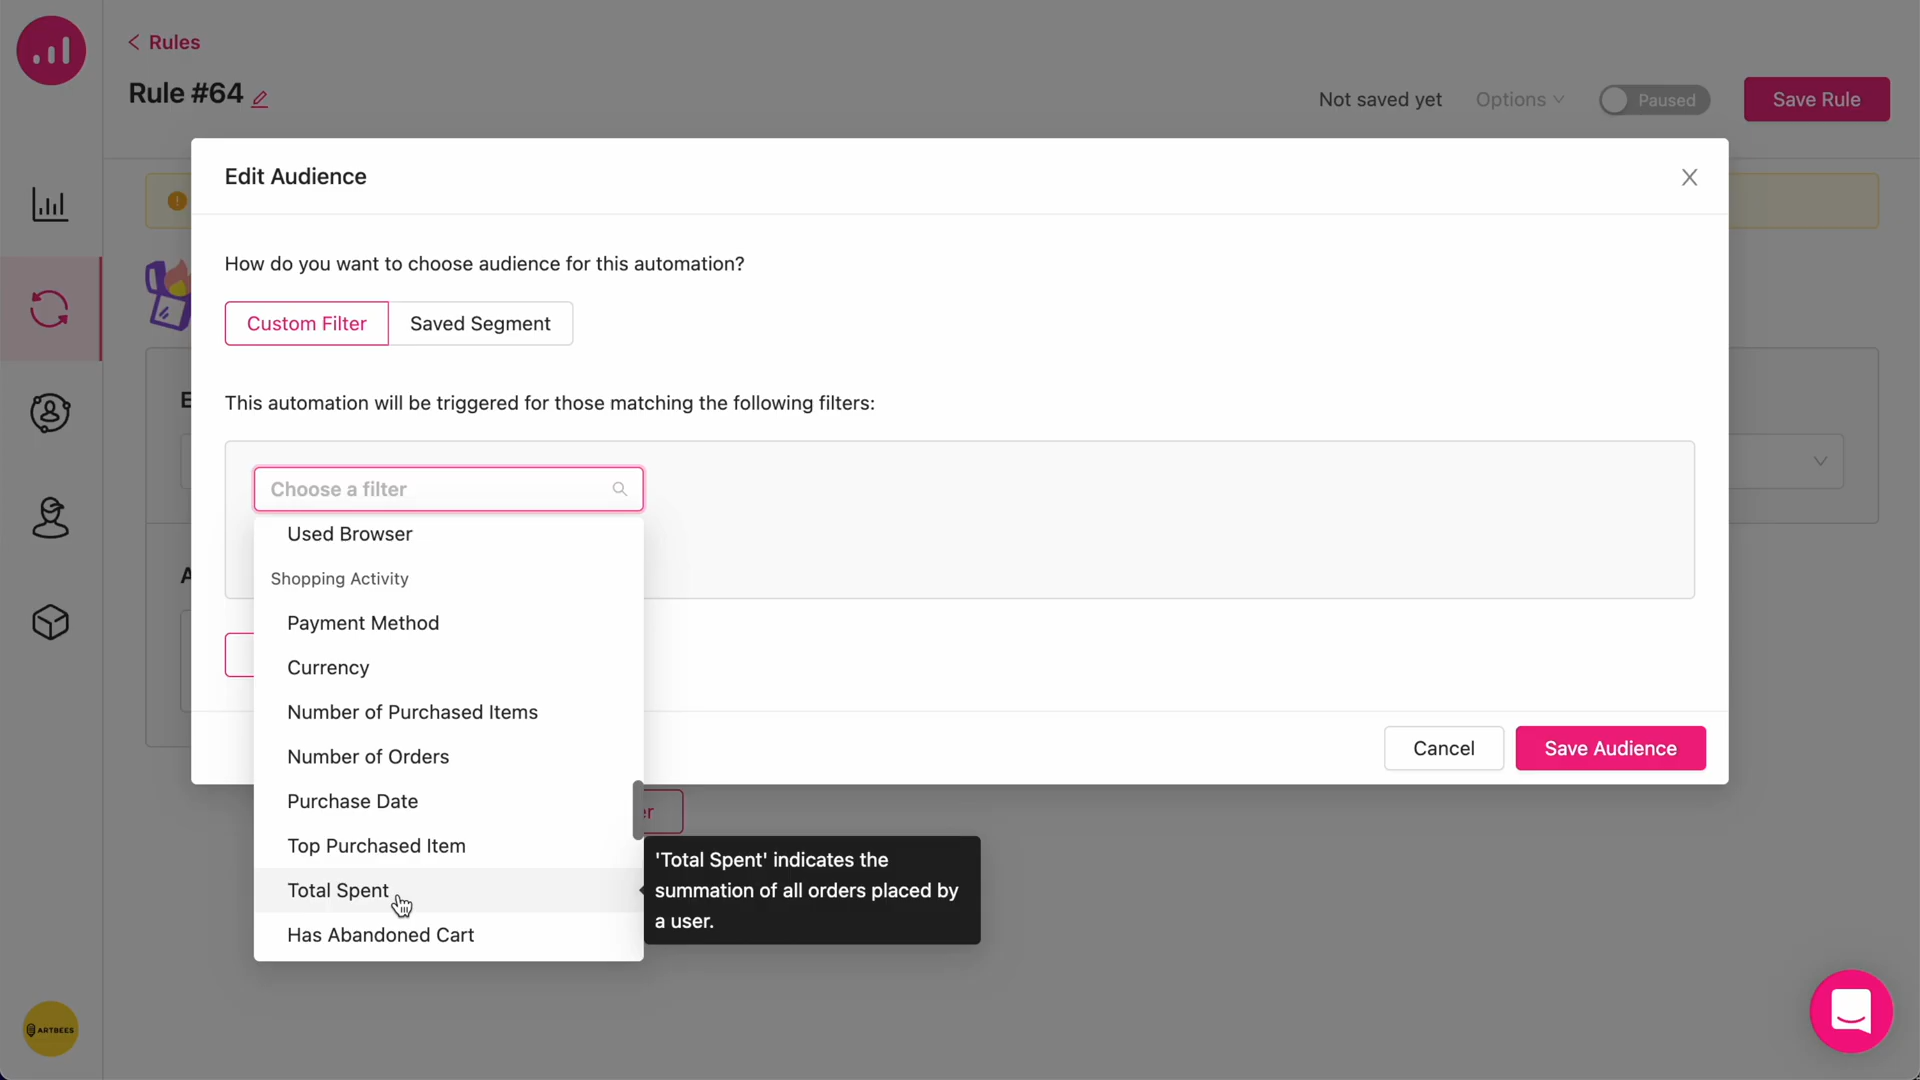 Rules
Rule #64
Not saved yet
Options
Paused
Save Rule
Edit Audience
How do you want to choose audience for this automation?
Custom Filter
Saved Segment
This automation will be triggered for those matching the following filters:
Choose a filter
Used Browser
Shopping Activity
Payment Method
Currency
Number of Purchased Items
Number of Orders
Purchase Date
Top Purchased Item
Total Spent
Has Abandoned Cart
'Total Spent' indicates the
summation of all orders placed by
a user.
Cancel
Save Audience
ARTBEES